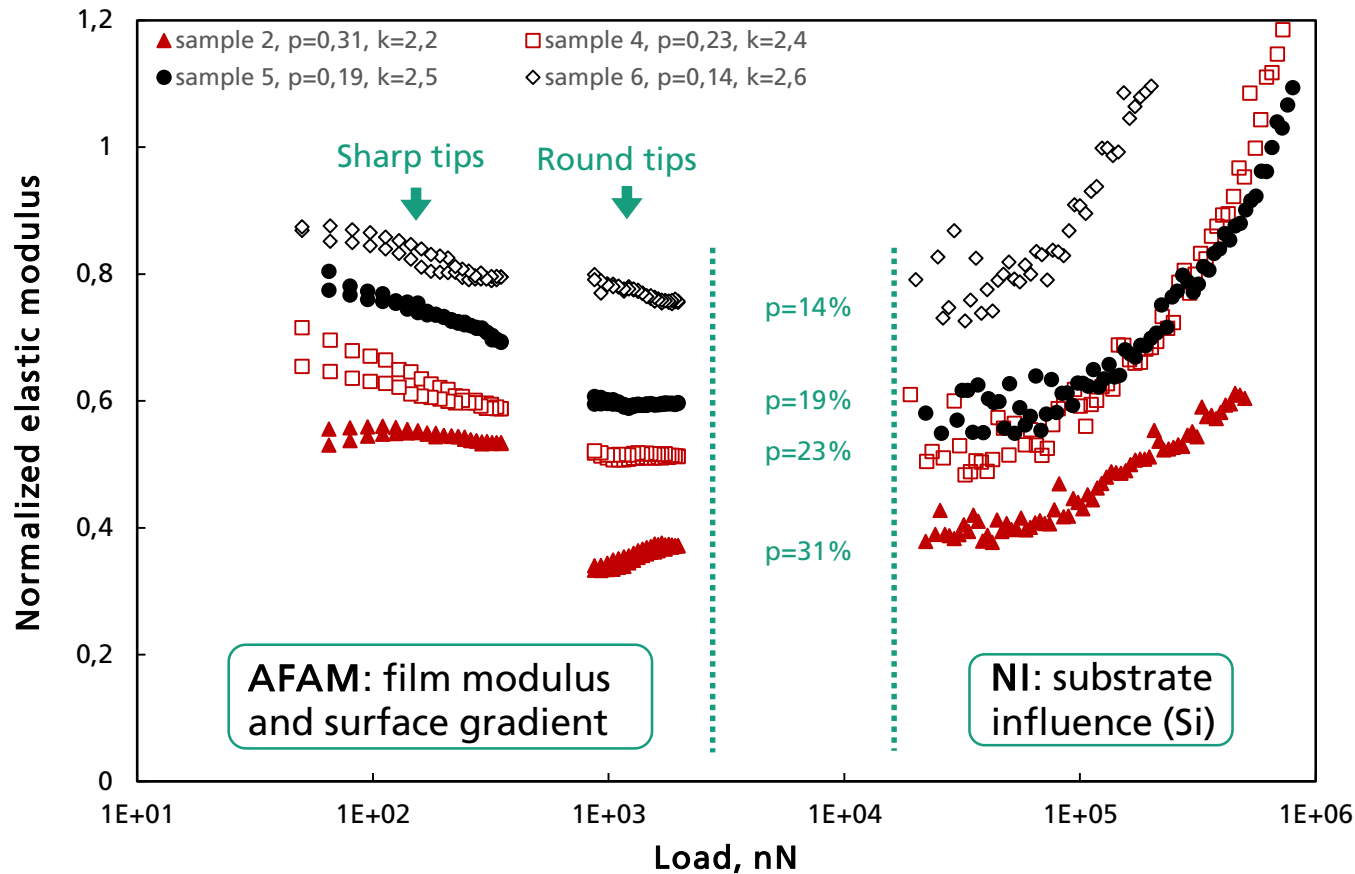 1,2
1
0,8
0,6
0,4
0,2
0
Normalized elastic modulus
sample 2, p=0,31, k=2,2
sample 4, p=0,23, k=2,4
sample 5, p=0,19, k=2,5
sample 6, p=0,14, k=2,6
Sharp tips
Round tips
p=14%
p=19%
p=23%
p=31%
AFAM: film modulus
and surface gradient
NI: substrate
influence (Si)
1E+01
1E+02
1E+03
1E+04
1E+05
1E+06
Load, nN